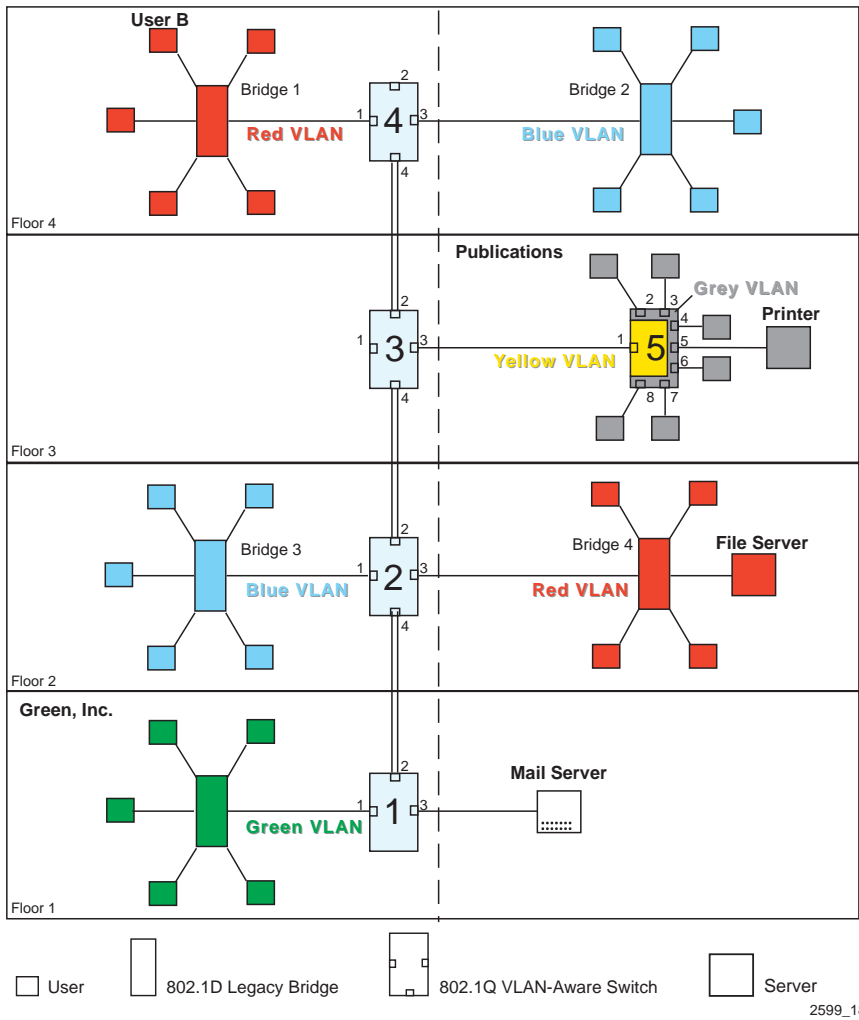 User B
Bridge 1
Red VLAN
1
2
3
4
4
Bridge 2
Blue VLAN
Floor 4
Publications
Grey VLAN
Printer
2
1
3
3
4
Yellow VLAN
1
2
3
4
5
6
7
8
5
Floor 3
Bridge 3
Blue VLAN
2
1
2
3
4
Bridge 4
File Server
Red VLAN
Floor 2
Green, Inc.
Green VLAN
2
1
1
3
Mail Server
Floor 1
User
802.1D Legacy Bridge
802.1Q VLAN-Aware Switch
Server